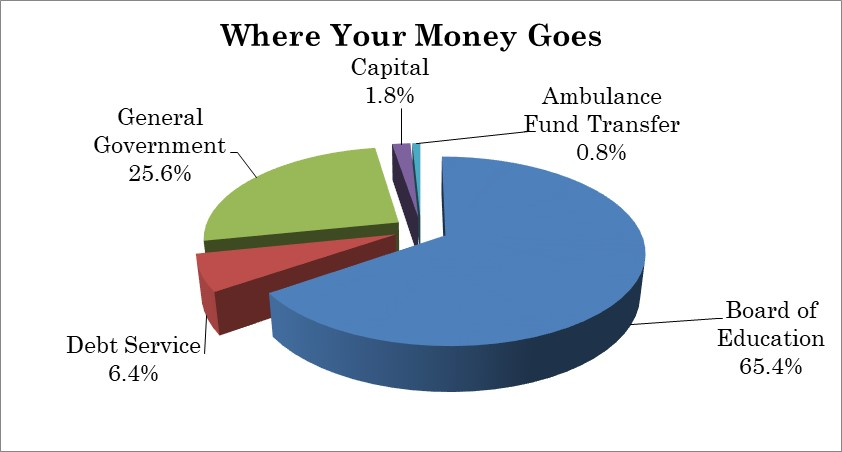 Where Your Money Goes
Capital
1.8%
Ambulance
Fund Transfer
0.8%
General
Government
25.6%
Board of
Education
65.4%
Debt Service
6.4%